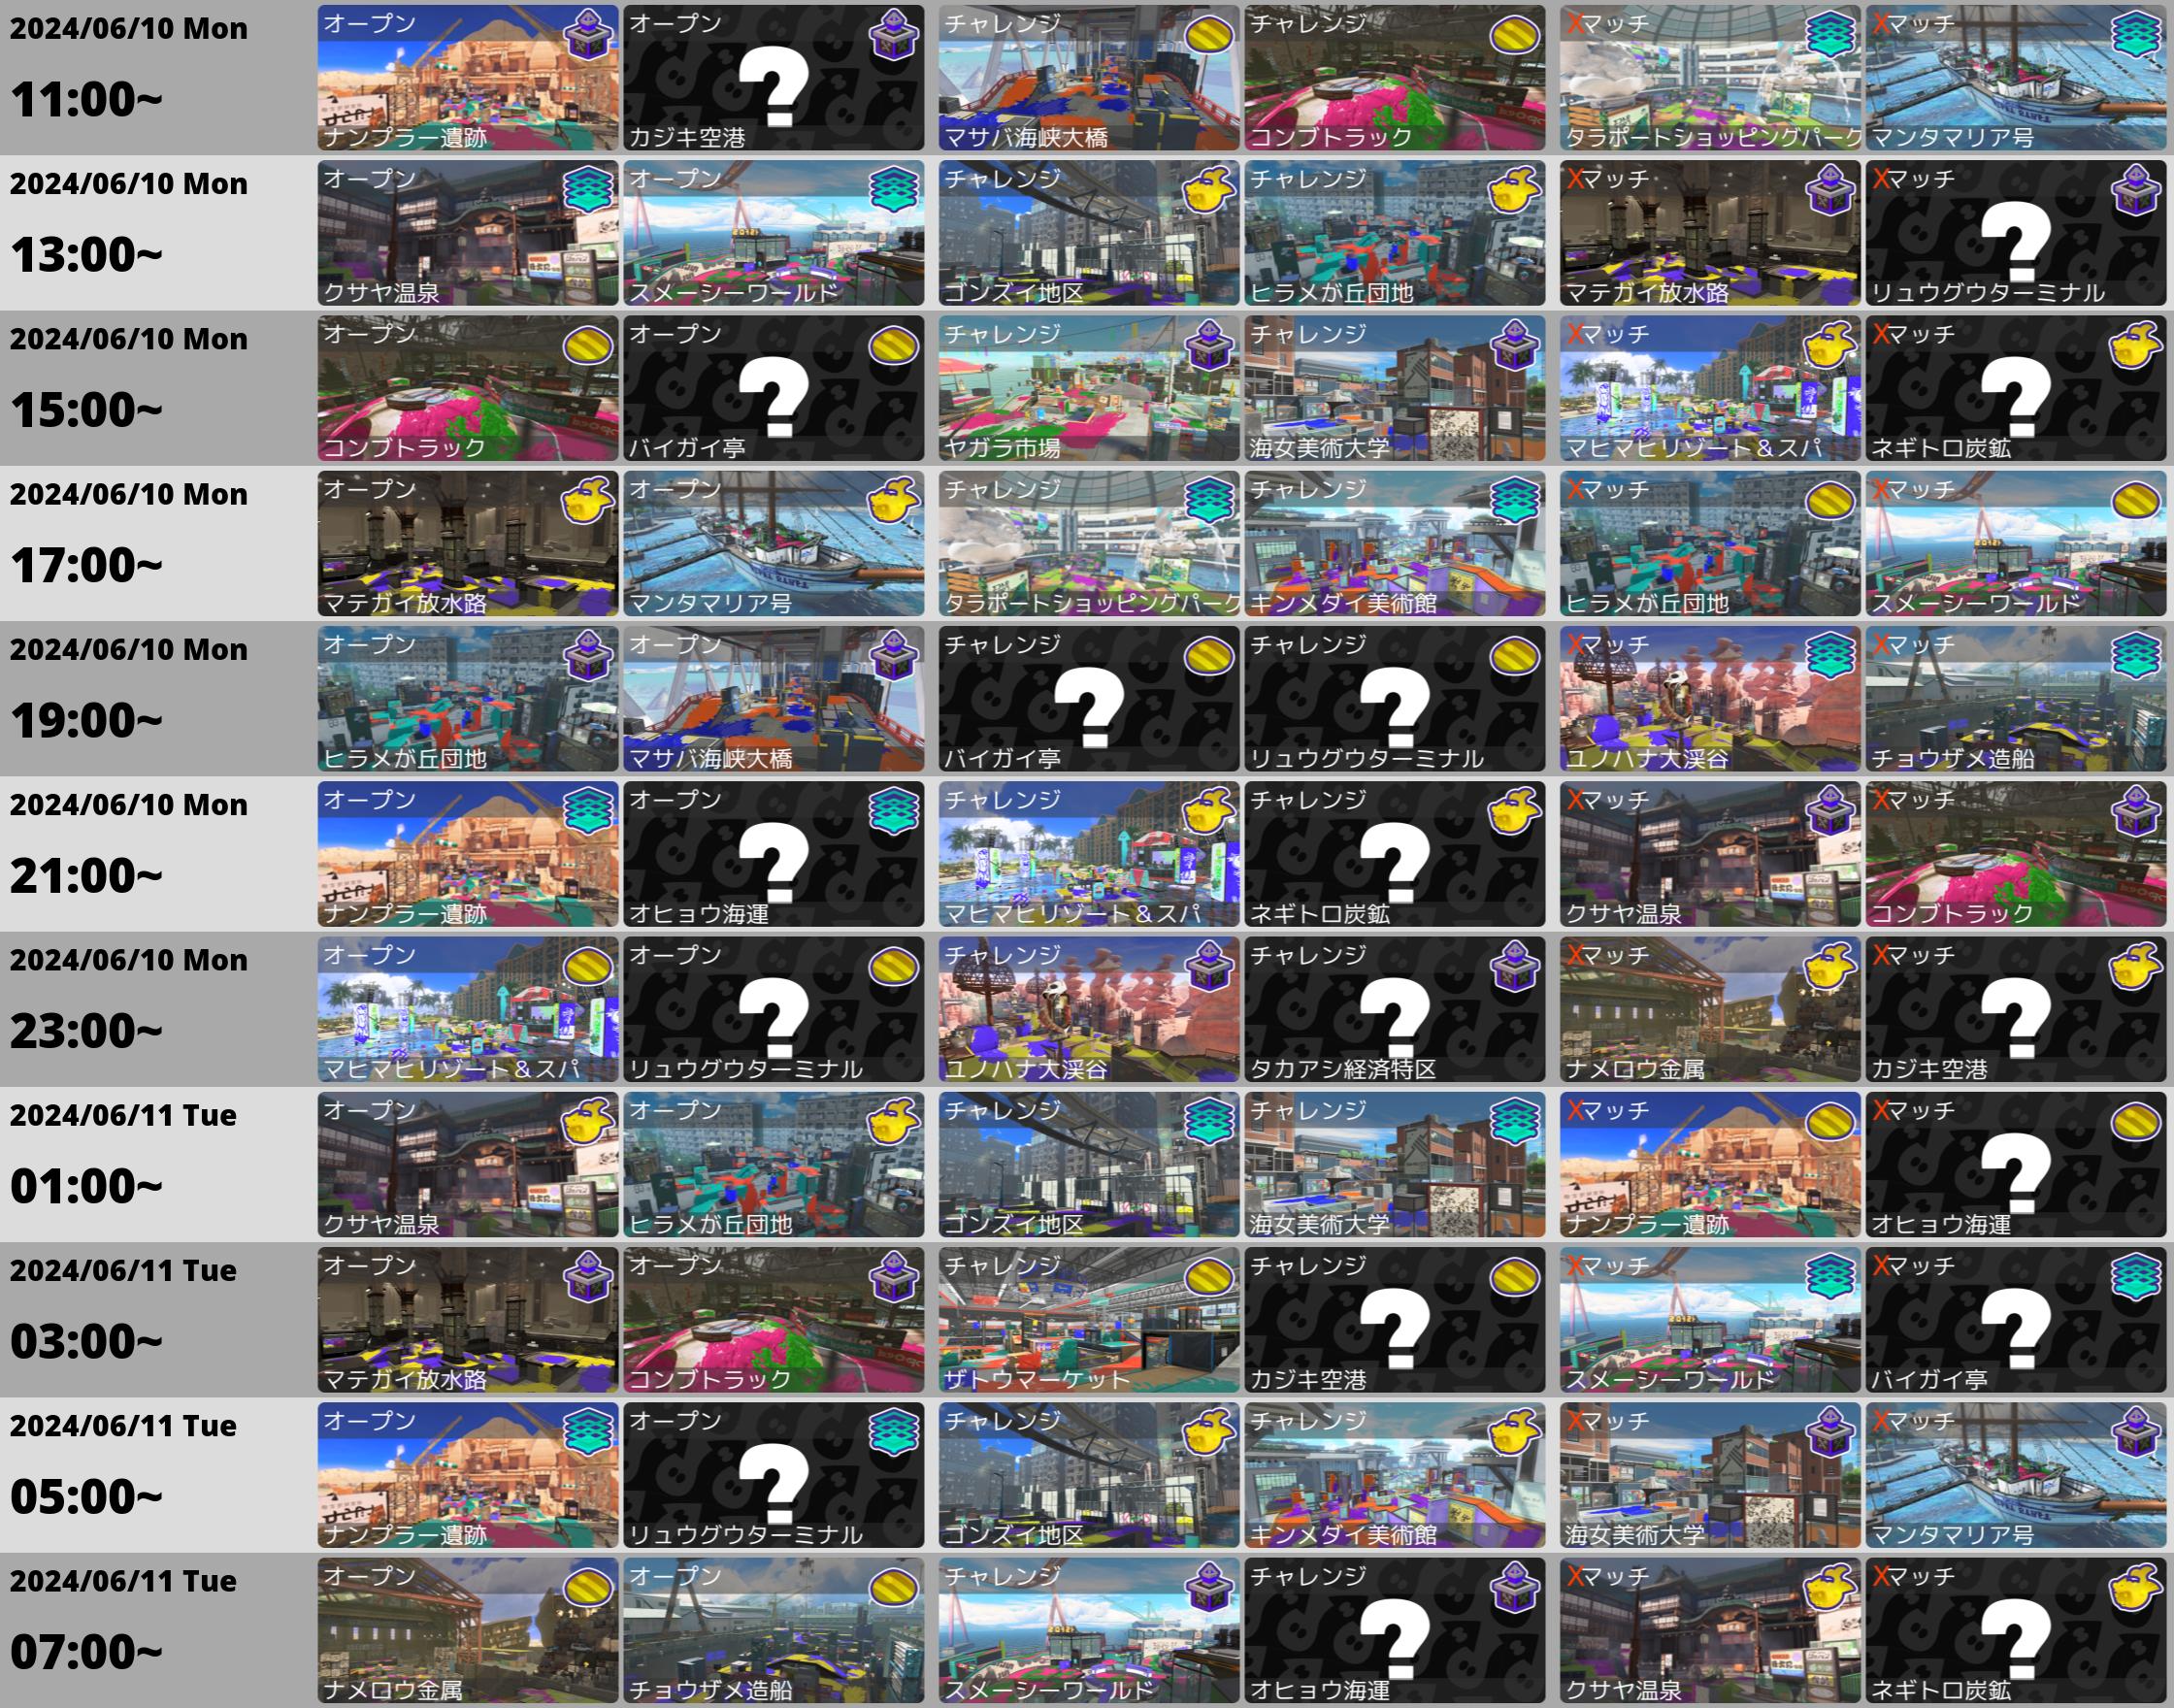 2024/06/10 Mon
11:00~
オープン
ナンプラー遺跡
オープン
カジキ空港
チャレンジ
マサバ海峡大橋
チャレンジ
コンブトラック
Xマッチ
タラポートショッピングパーク
Xマッチ
マンタマリア号
2024/06/10 Mon
13:00~
オープン
クサヤ温泉
オープン
スメーシーワールド
チャレンジ
ゴンズイ地区
チャレンジ
ヒラメが丘団地
Xマッチ
マテガイ放水路
Xマッチ
リュウグウターミナル
2024/06/10 Mon
15:00~
オープン
コンブトラック
オープン
バイガイ亭
チャレンジ
ヤガラ市場
チャレンジ
海女美術大学
Xマッチ
マヒマヒリゾート＆スパ
Xマッチ
ネギトロ炭鉱
2024/06/10 Mon
17:00~
オープン
マテガイ放水路
オープン
マンタマリア号
チャレンジ
タラポートショッピングパーク
チャレンジ
キンメダイ美術館
Xマッチ
ヒラメが丘団地
Xマッチ
スメーシーワールド
2024/06/10 Mon
19:00~
オープン
ヒラメが丘団地
オープン
マサバ海峡大橋
チャレンジ
バイガイ亭
チャレンジ
リュウグウターミナル
Xマッチ
ユノハナ大渓谷
Xマッチ
チョウザメ造船
2024/06/10 Mon
21:00~
オープン
ナンプラー遺跡
オープン
オヒョウ海運
チャレンジ
マヒマヒリゾート＆スパ
チャレンジ
ネギトロ炭鉱
Xマッチ
クサヤ温泉
Xマッチ
コンブトラック
2024/06/10 Mon
23:00~
オープン
マヒマヒリゾート＆スパ
オープン
リュウグウターミナル
チャレンジ
ユノハナ大渓谷
チャレンジ
タカアシ経済特区
Xマッチ
ナメロウ金属
Xマッチ
カジキ空港
2024/06/11 Tue
01:00~
オープン
クサヤ温泉
オープン
ヒラメが丘団地
チャレンジ
ゴンズイ地区
チャレンジ
海女美術大学
Xマッチ
ナンプラー遺跡
Xマッチ
オヒョウ海運
2024/06/11 Tue
03:00~
オープン
マテガイ放水路
オープン
コンブトラック
チャレンジ
ザトウマーケット
チャレンジ
カジキ空港
Xマッチ
スメーシーワールド
Xマッチ
バイガイ亭
2024/06/11 Tue
05:00~
オープン
ナンプラー遺跡
オープン
リュウグウターミナル
チャレンジ
ゴンズイ地区
チャレンジ
キンメダイ美術館
Xマッチ
海女美術大学
Xマッチ
マンタマリア号
2024/06/11 Tue
07:00~
オープン
ナメロウ金属
オープン
チョウザメ造船
チャレンジ
スメーシーワールド
チャレンジ
オヒョウ海運
Xマッチ
クサヤ温泉
Xマッチ
ネギトロ炭鉱